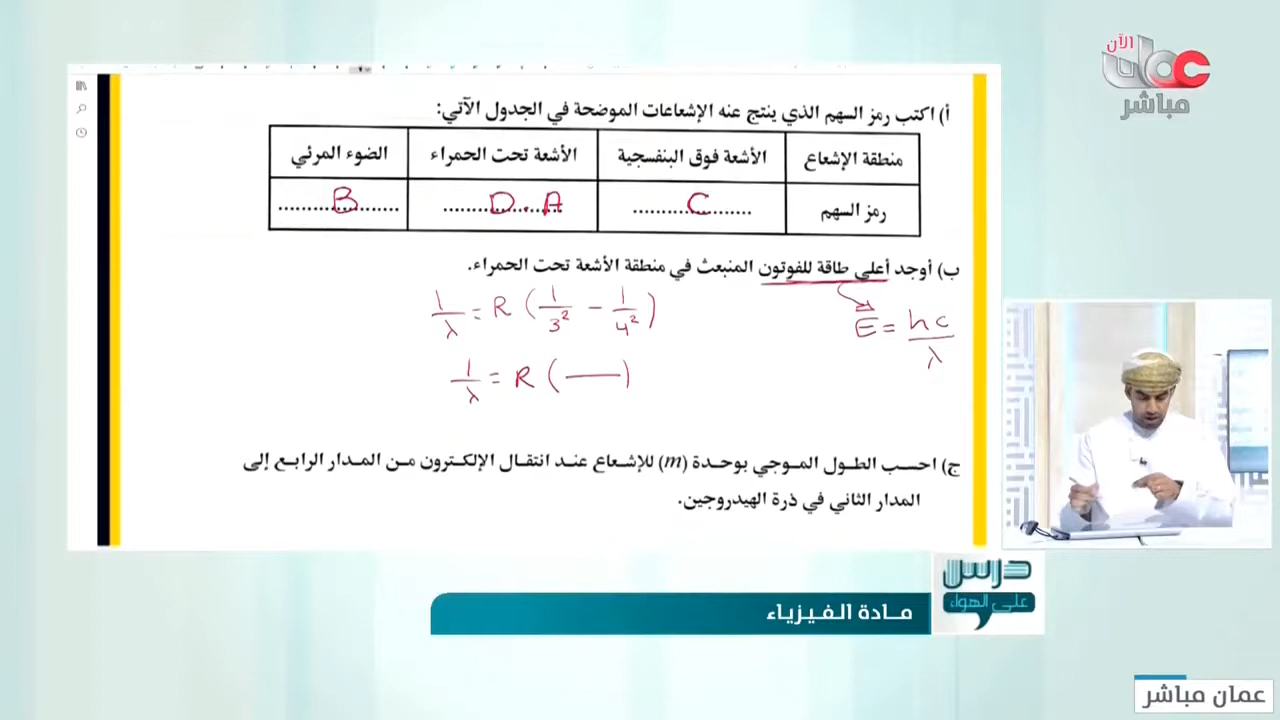 الآن
عمان
مباشر
أ) اكتب رمز السهم الذي ينتج عنه الإشعاعات الموضحة في الجدول الآتي:
منطقة الإشعاع الأشعة فوق البنفسجية الأشعة تحت الحمراء الضوء المرئي
رمز السهم C D . A B
ب) أوجد أعلى طاقة للفوتون المنبعث في منطقة الأشعة تحت الحمراء.
1/λ = R (1/3² − 1/4²)
E = hc/λ
1/λ = R (—)
ج) احسب الطول الموجي بوحدة (m) للإشعاع عند انتقال الإلكترون من المدار الرابع إلى
المدار الثاني في ذرة الهيدروجين.
درس
على الهواء
مادة الفيزياء
عمان مباشر